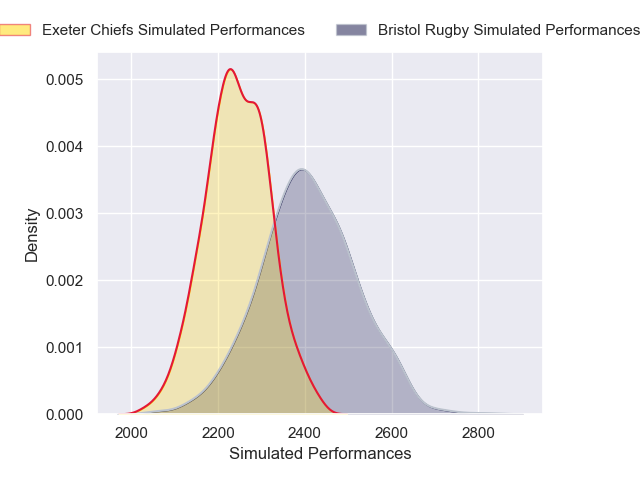 Exeter Chiefs Simulated Performances
Bristol Rugby Simulated Performances
0.005
0.004
0.003
0.002
0.001
0.000
Density
2000 2200 2400 2600 2800
Simulated Performances